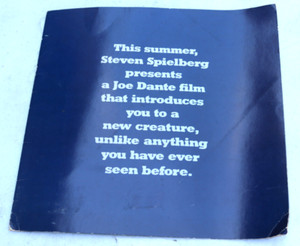 This summer,
Steven Spielberg
presents
a Joe Dante film
that introduces
you to a
new creature,
unlike anything
you have ever
seen before.